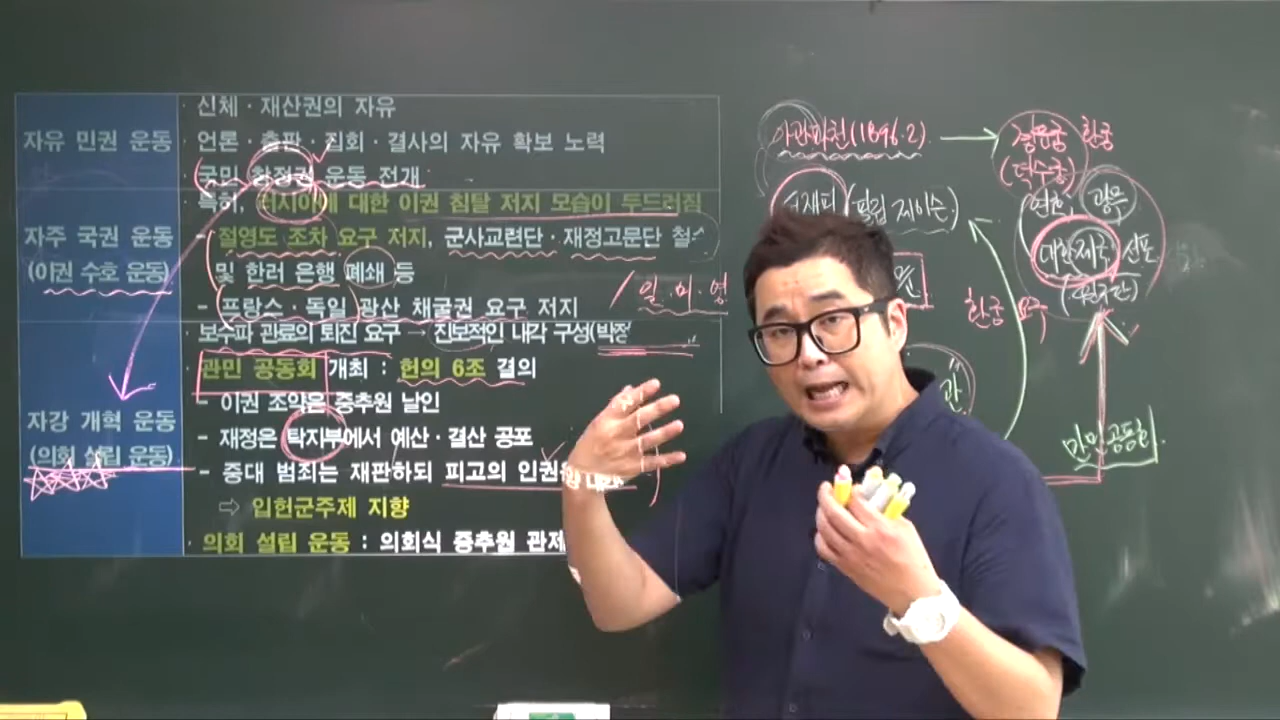 · 신체 · 재산권의 자유
자유 민권 운동
· 언론 · 출판 · 집회 · 결사의 자유 확보 노력
· 국민 참정권 운동 전개
· 특히, 러시아에 대한 이권 침탈 저지 모습이 두드러짐
자주 국권 운동
(이권 수호 운동)
- 절영도 조차 요구 저지, 군사교련단 · 재정고문단 철수
및 한러 은행 폐쇄 등
- 프랑스 · 독일 광산 채굴권 요구 저지
일·미·영
· 보수파 관료의 퇴진 요구 → 진보적인 내각 구성(박정
· 관민 공동회 개최 : 헌의 6조 결의
- 이권 조약은 중추원 날인
자강 개혁 운동
(의회 설립 운동)
- 재정은 탁지부에서 예산 · 결산 공포
- 중대 범죄는 재판하되 피고의 인권을
⇨ 입헌군주제 지향
· 의회 설립 운동 : 의회식 중추원 관제
아관파천(1896.2) → 경운궁 환궁
(덕수궁)
서재필 (필립 제이슨)
연호 : 광무
대한제국 선포
환궁 요구
관
만민공동회